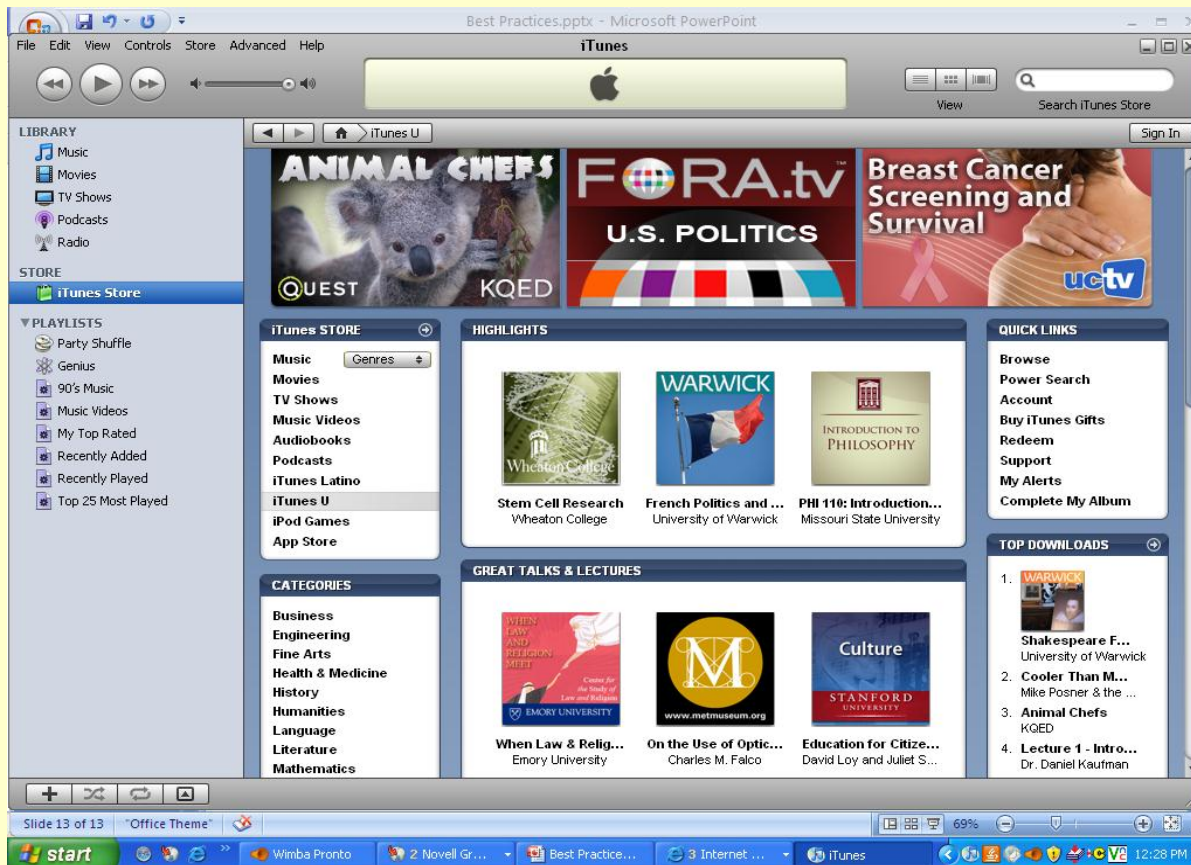 Best Practices.pptx - Microsoft PowerPoint
File Edit View Controls Store Advanced Help
iTunes
View
Search iTunes Store
LIBRARY
Music
Movies
TV Shows
Podcasts
Radio
STORE
iTunes Store
PLAYLISTS
Party Shuffle
Genius
90's Music
Music Videos
My Top Rated
Recently Added
Recently Played
Top 25 Most Played
iTunes U
Sign In
ANIMAL CHEFS
QUEST KQED
FORA.tv
U.S. POLITICS
Breast Cancer
Screening and
Survival
uctv
iTunes STORE
Music Genres
Movies
TV Shows
Music Videos
Audiobooks
Podcasts
iTunes Latino
iTunes U
iPod Games
App Store
CATEGORIES
Business
Engineering
Fine Arts
Health & Medicine
History
Humanities
Language
Literature
Mathematics
HIGHLIGHTS
Wheaton College
Stem Cell Research
Wheaton College
WARWICK
French Politics and ...
University of Warwick
INTRODUCTION TO
PHILOSOPHY
PHI 110: Introduction...
Missouri State University
GREAT TALKS & LECTURES
WHEN
LAW
AND
RELIGION
MEET
Center for
the Study of
Law and Religion
EMORY UNIVERSITY
When Law & Relig...
Emory University
M
www.metmuseum.org
On the Use of Optic...
Charles M. Falco
Culture
STANFORD
UNIVERSITY
Education for Citize...
David Loy and Juliet S...
QUICK LINKS
Browse
Power Search
Account
Buy iTunes Gifts
Redeem
Support
My Alerts
Complete My Album
TOP DOWNLOADS
1.
WARWICK
Shakespeare F...
University of Warwick
2. Cooler Than M...
Mike Posner & the ...
3. Animal Chefs
KQED
4. Lecture 1 - Intro...
Dr. Daniel Kaufman
Slide 13 of 13 "Office Theme" 69%
start Wimba Pronto 2 Novell Gr... Best Practice... 3 Internet ... iTunes 12:28 PM